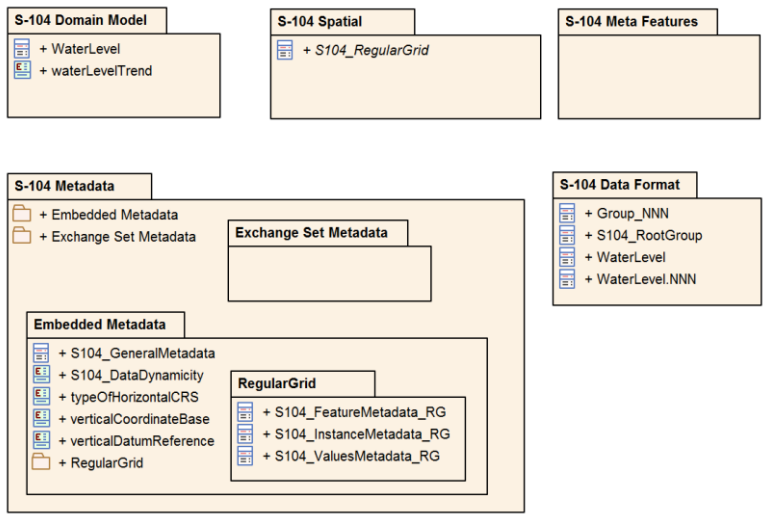 S-104 Domain Model
+ WaterLevel
+ waterLevelTrend
S-104 Spatial
+ S104_RegularGrid
S-104 Meta Features
S-104 Metadata
+ Embedded Metadata
+ Exchange Set Metadata
Exchange Set Metadata
Embedded Metadata
+ S104_GeneralMetadata
+ S104_DataDynamicity
+ typeOfHorizontalCRS
+ verticalCoordinateBase
+ verticalDatumReference
+ RegularGrid
RegularGrid
+ S104_FeatureMetadata_RG
+ S104_InstanceMetadata_RG
+ S104_ValuesMetadata_RG
S-104 Data Format
+ Group_NNN
+ S104_RootGroup
+ WaterLevel
+ WaterLevel.NNN